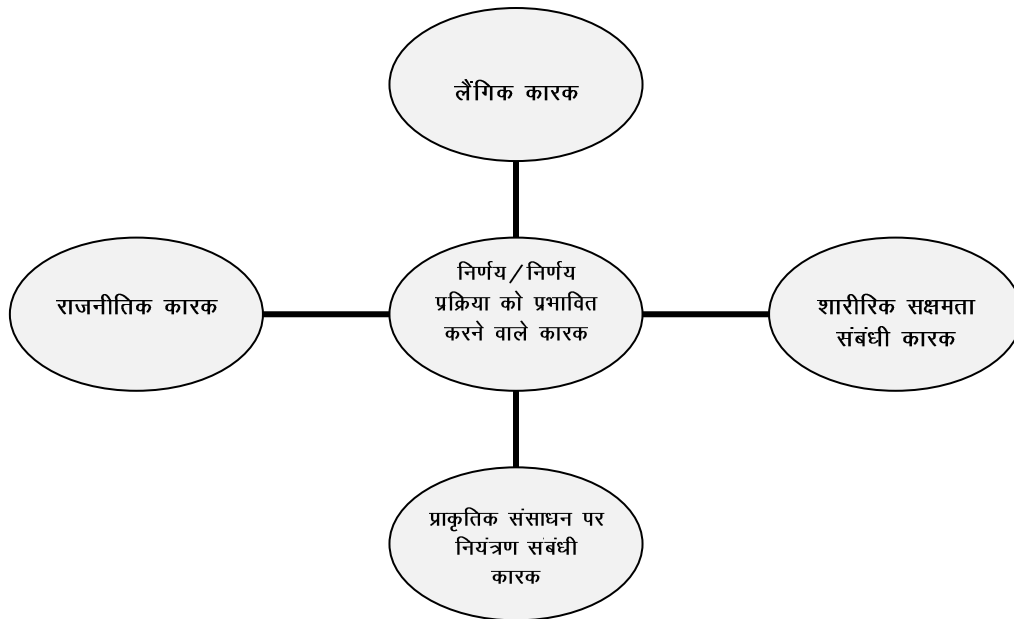 लैंगिक कारक
निर्णय/निर्णय
प्रक्रिया को प्रभावित
करने वाले कारक
राजनीतिक कारक
शारीरिक सक्षमता
संबंधी कारक
प्राकृतिक संसाधन पर
नियंत्रण संबंधी
कारक